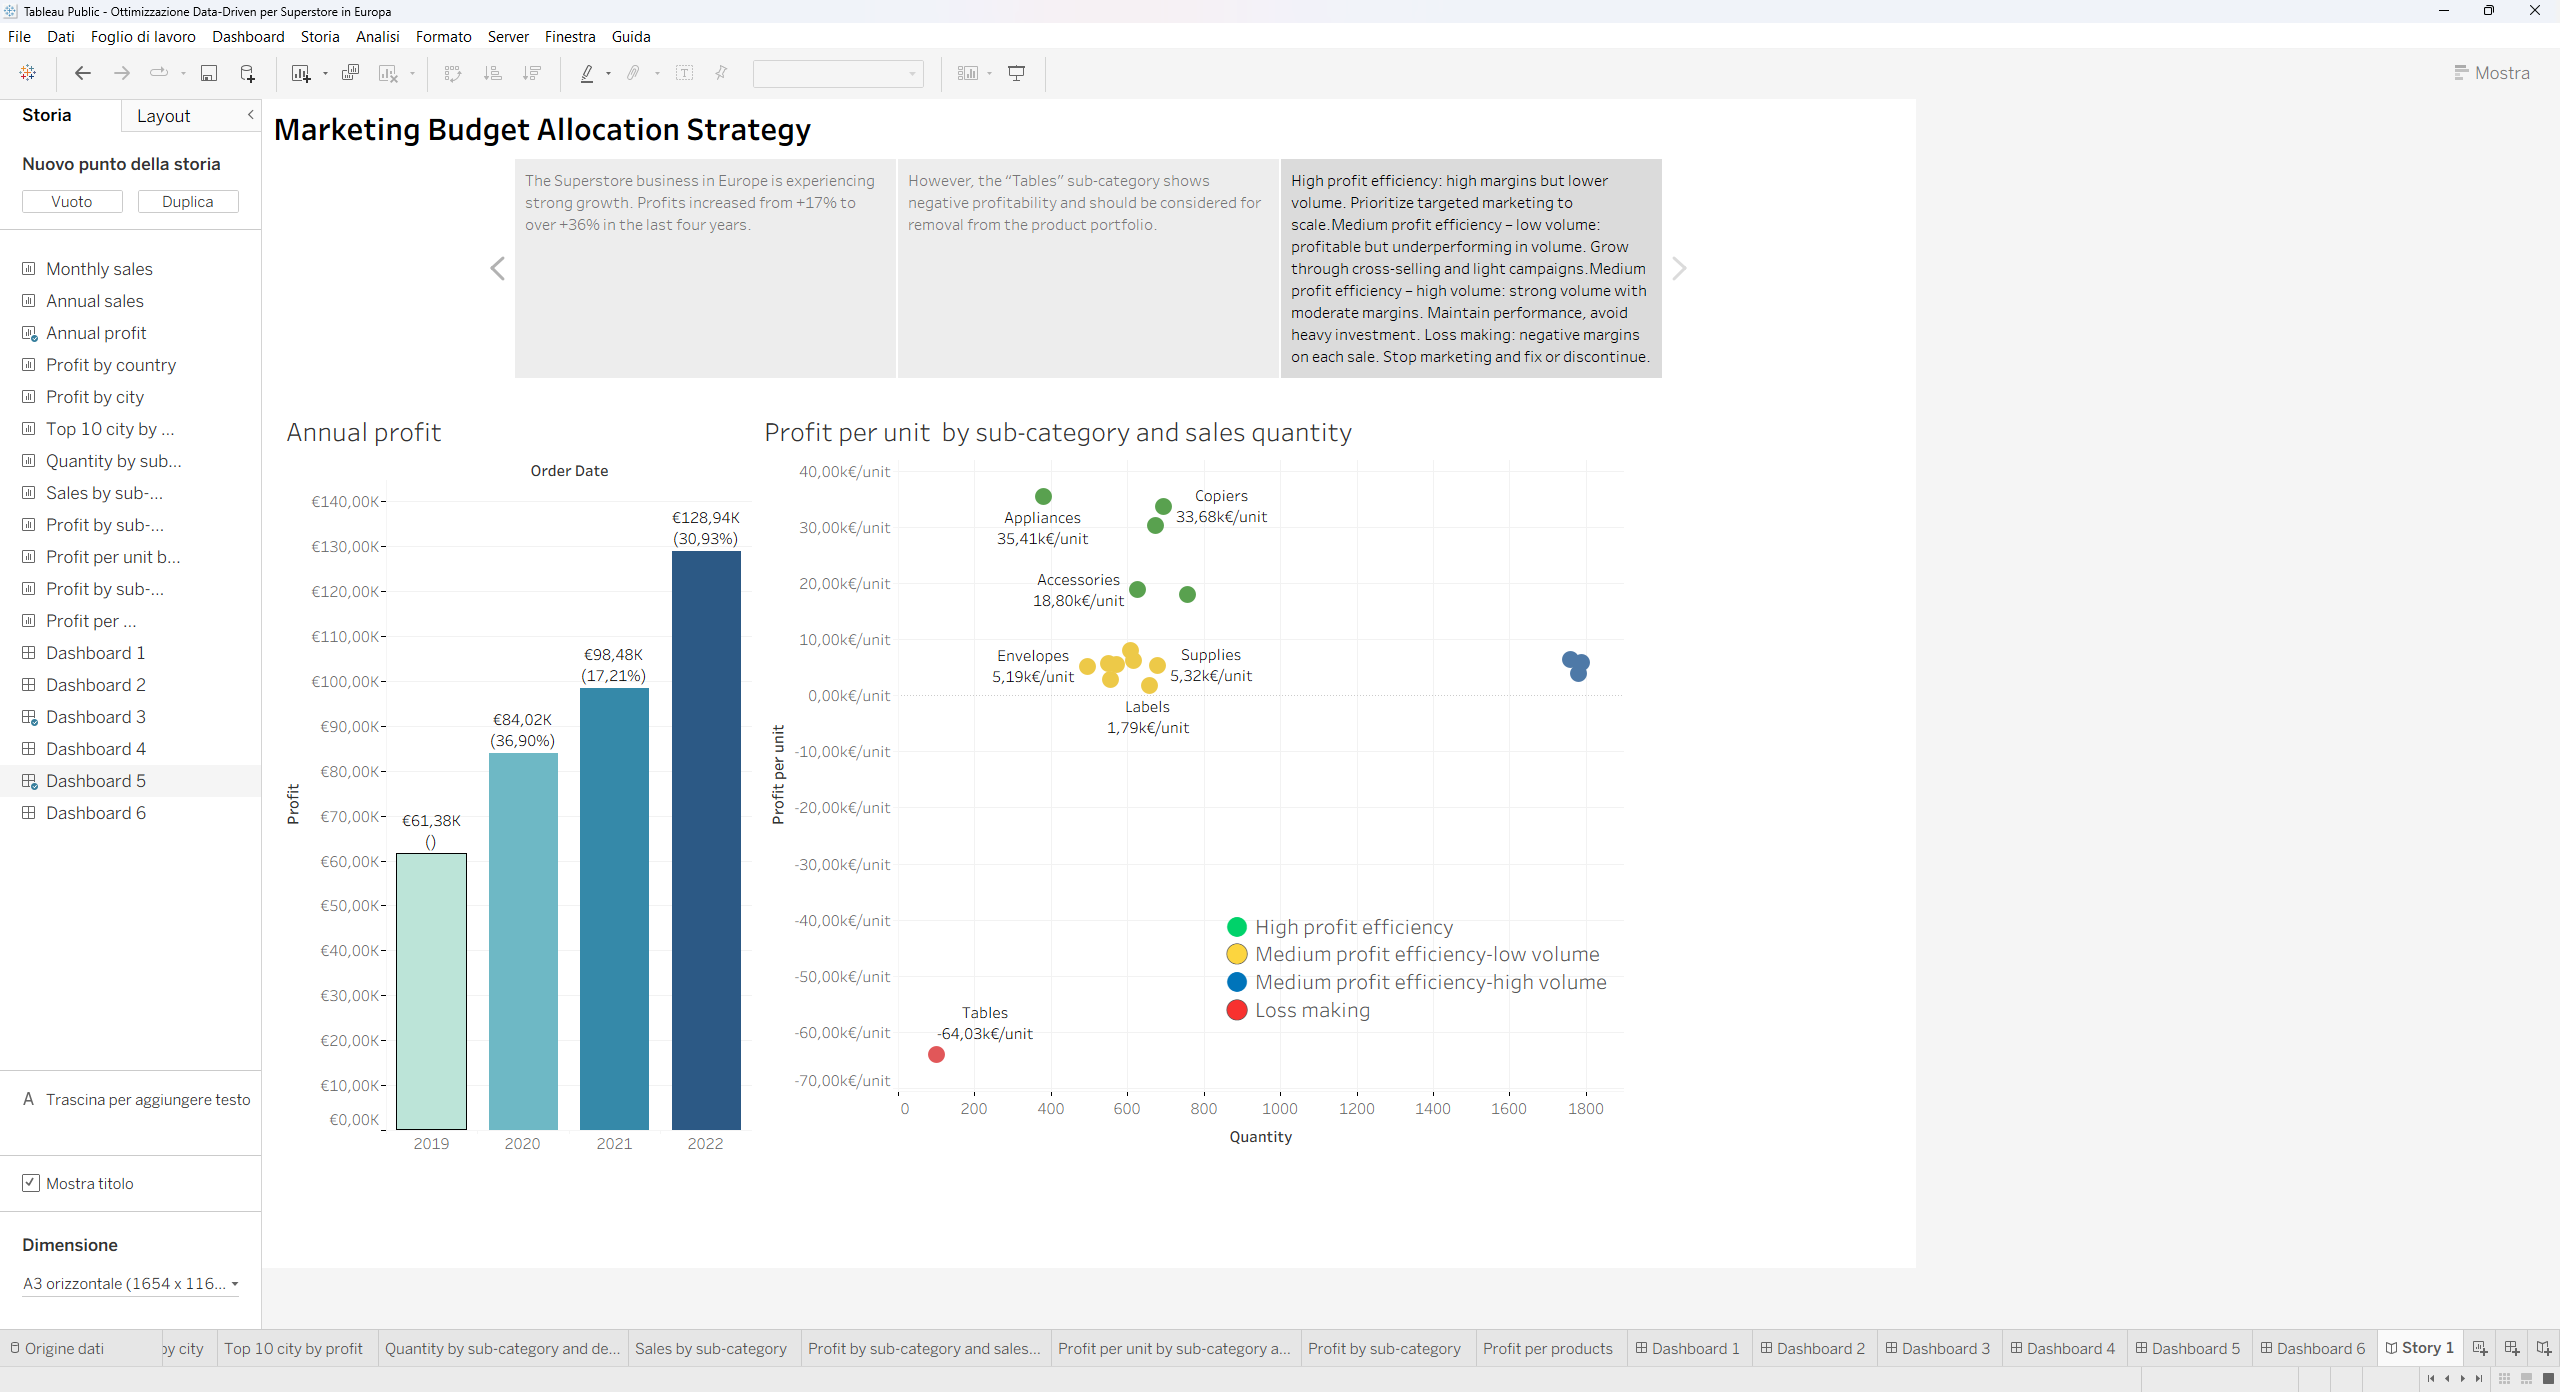 Tableau Public - Ottimizzazione Data-Driven per Superstore in Europa
File Dati Foglio di lavoro Dashboard Storia Analisi Formato Server Finestra Guida
Mostra
Storia
Layout
Nuovo punto della storia
Vuoto
Duplica
Monthly sales
Annual sales
Annual profit
Profit by country
Profit by city
Top 10 city by ...
Quantity by sub...
Sales by sub-...
Profit by sub-...
Profit per unit b...
Profit by sub-...
Profit per ...
Dashboard 1
Dashboard 2
Dashboard 3
Dashboard 4
Dashboard 5
Dashboard 6
A Trascina per aggiungere testo
Mostra titolo
Dimensione
A3 orizzontale (1654 x 116...
Marketing Budget Allocation Strategy
The Superstore business in Europe is experiencing
strong growth. Profits increased from +17% to
over +36% in the last four years.
However, the “Tables” sub-category shows
negative profitability and should be considered for
removal from the product portfolio.
High profit efficiency: high margins but lower
volume. Prioritize targeted marketing to
scale.Medium profit efficiency – low volume:
profitable but underperforming in volume. Grow
through cross-selling and light campaigns.Medium
profit efficiency – high volume: strong volume with
moderate margins. Maintain performance, avoid
heavy investment. Loss making: negative margins
on each sale. Stop marketing and fix or discontinue.
Annual profit
Order Date
Profit
€140,00K
€130,00K
€120,00K
€110,00K
€100,00K
€90,00K
€80,00K
€70,00K
€60,00K
€50,00K
€40,00K
€30,00K
€20,00K
€10,00K
€0,00K
€61,38K
()
€84,02K
(36,90%)
€98,48K
(17,21%)
€128,94K
(30,93%)
2019 2020 2021 2022
Profit per unit by sub-category and sales quantity
Profit per unit
40,00k€/unit
30,00k€/unit
20,00k€/unit
10,00k€/unit
0,00k€/unit
-10,00k€/unit
-20,00k€/unit
-30,00k€/unit
-40,00k€/unit
-50,00k€/unit
-60,00k€/unit
-70,00k€/unit
Appliances
35,41k€/unit
Copiers
33,68k€/unit
Accessories
18,80k€/unit
Envelopes
5,19k€/unit
Supplies
5,32k€/unit
Labels
1,79k€/unit
Tables
-64,03k€/unit
High profit efficiency
Medium profit efficiency-low volume
Medium profit efficiency-high volume
Loss making
0 200 400 600 800 1000 1200 1400 1600 1800
Quantity
Origine dati
by city
Top 10 city by profit
Quantity by sub-category and de...
Sales by sub-category
Profit by sub-category and sales...
Profit per unit by sub-category a...
Profit by sub-category
Profit per products
Dashboard 1
Dashboard 2
Dashboard 3
Dashboard 4
Dashboard 5
Dashboard 6
Story 1